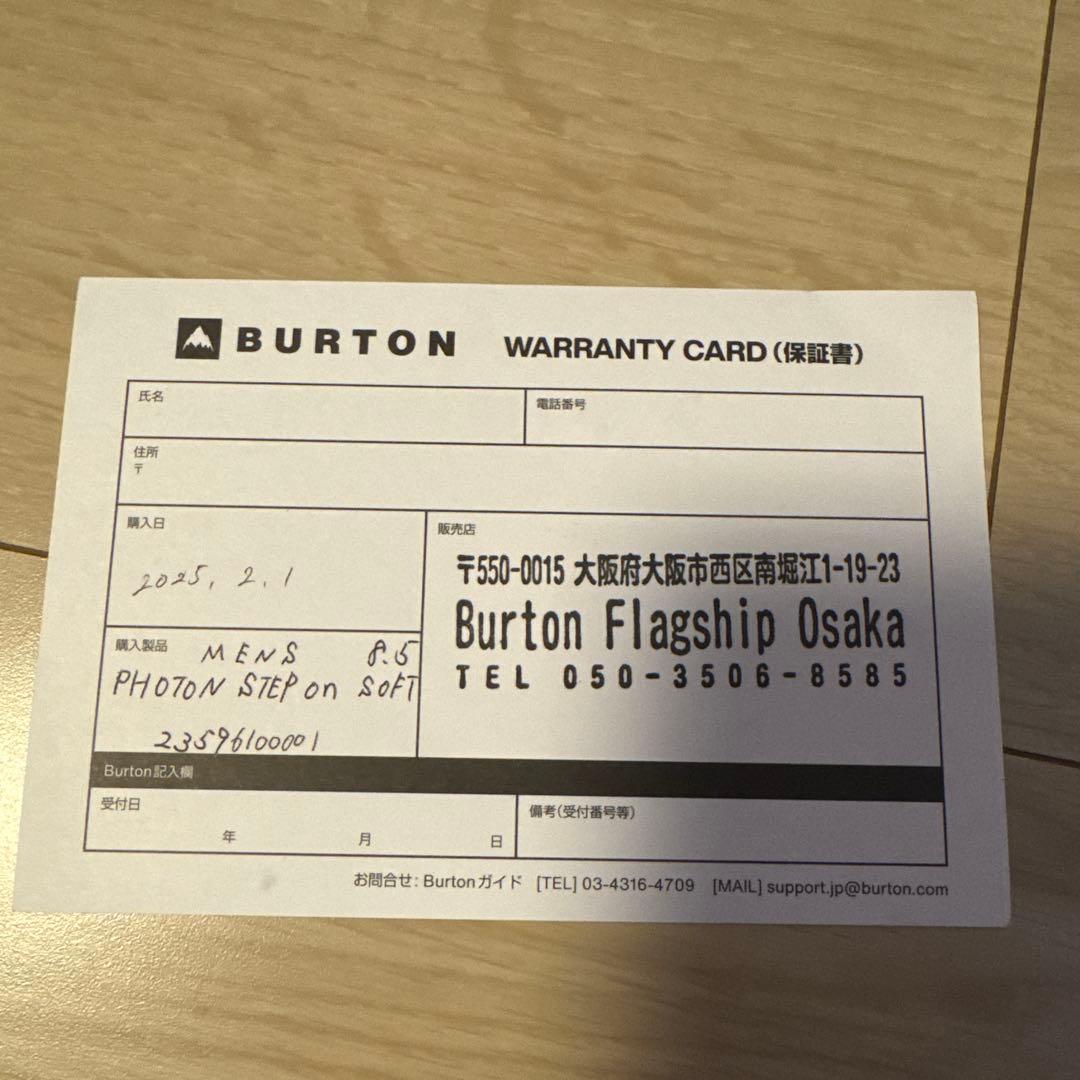 BURTON WARRANTY CARD(保証書)
氏名
電話番号
住所
〒
購入日
2025, 2.1
販売店
〒550-0015 大阪府大阪市西区南堀江1-19-23
Burton Flagship Osaka
TEL 050-3506-8585
購入製品 MENS 8.5
PHOTON STEP on SOFT
23596100001
Burton記入欄
受付日
年 月 日
備考(受付番号等)
お問合せ: Burtonガイド [TEL] 03-4316-4709 [MAIL] support.jp@burton.com